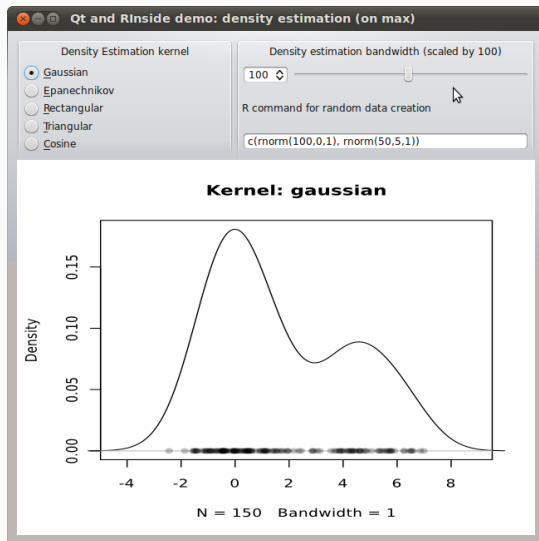 Qt and RInside demo: density estimation (on max)
Density Estimation kernel
Gaussian
Epanechnikov
Rectangular
Triangular
Cosine
Density estimation bandwidth (scaled by 100)
100
R command for random data creation
c(rnorm(100,0,1), rnorm(50,5,1))
Kernel: gaussian
Density
0.15
0.10
0.05
0.00
-4 -2 0 2 4 6 8
N = 150 Bandwidth = 1